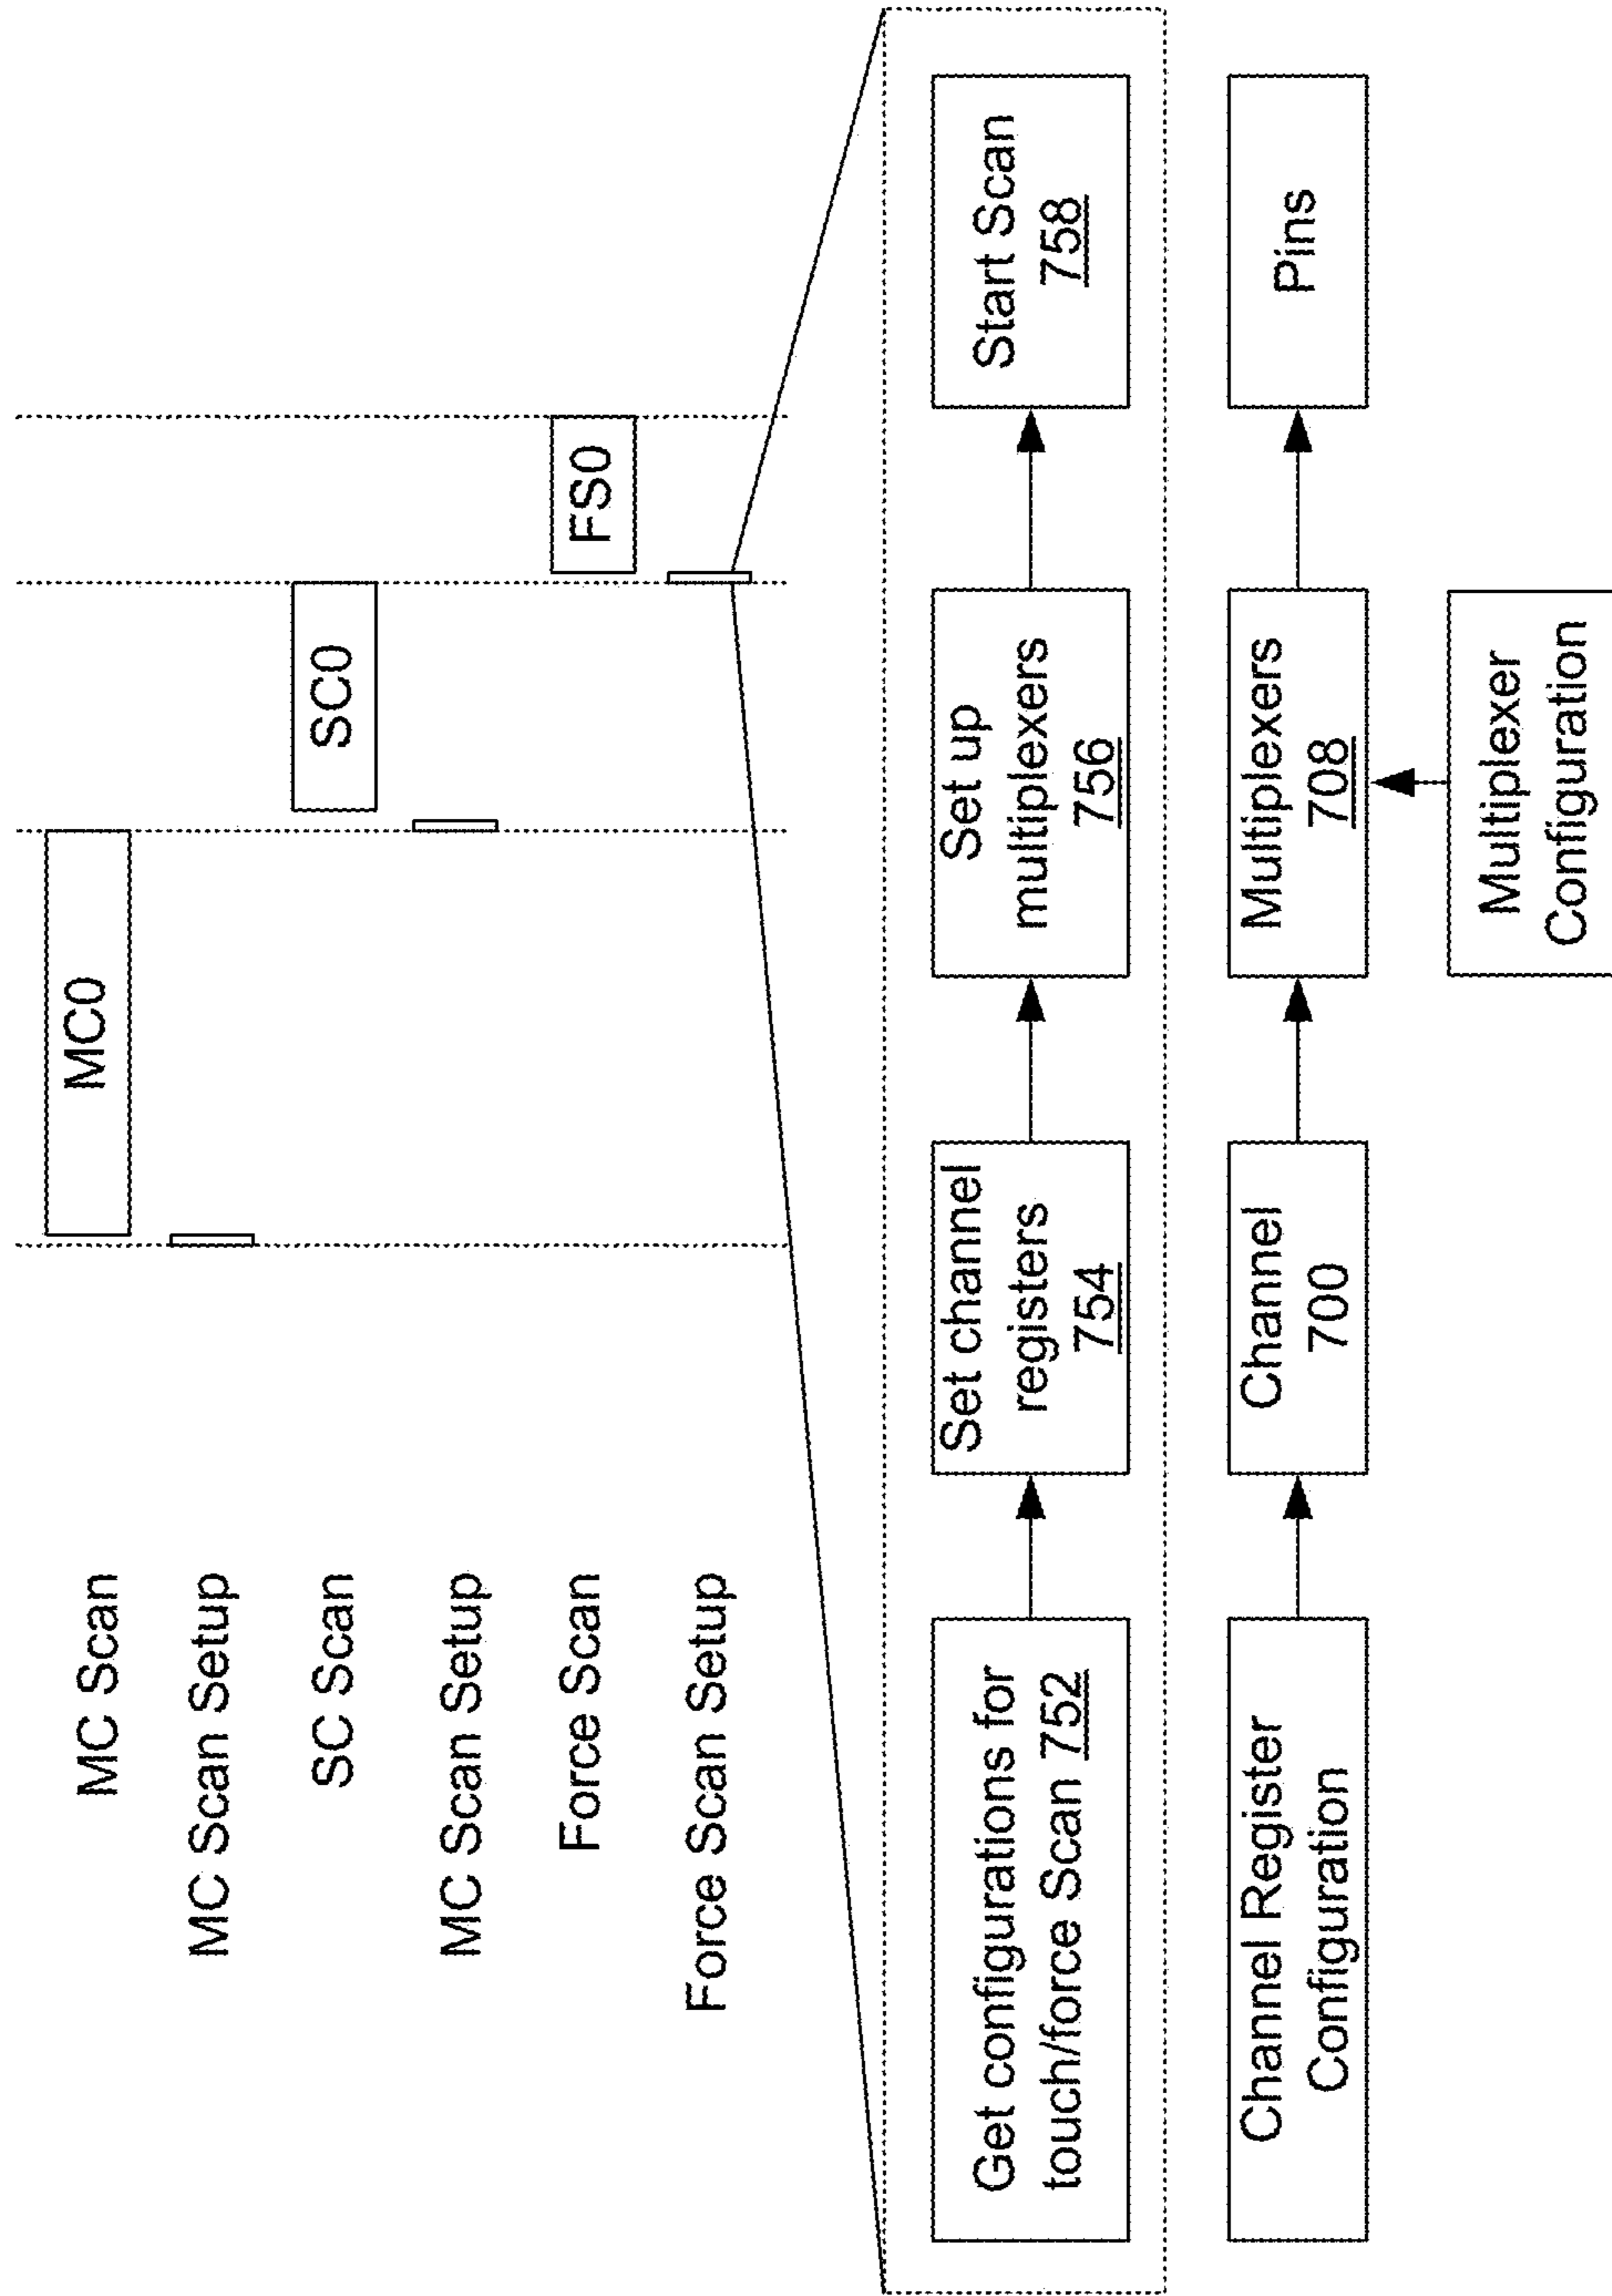 MC Scan
MC0
MC Scan Setup
SC Scan
SC0
MC Scan Setup
Force Scan
FS0
Force Scan Setup
Get configurations for
touch/force Scan 752
Set channel
registers
754
Set up
multiplexers
756
Start Scan
758
Channel Register
Configuration
Channel
700
Multiplexers
708
Pins
Multiplexer
Configuration